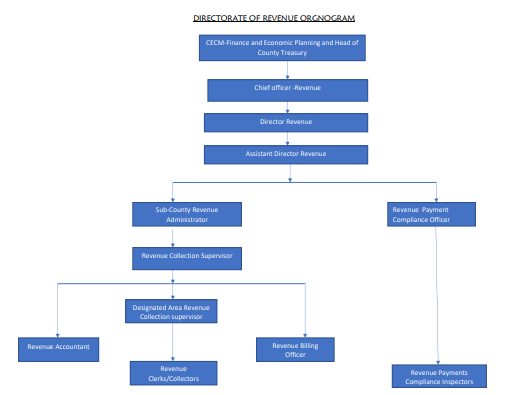 DIRECTORATE OF REVENUE ORGNOGRAM
CECM-Finance and Economic Planning and Head of
County Treasury
Chief officer -Revenue
Director Revenue
Assistant Director Revenue
Sub-County Revenue
Administrator
Revenue Payment
Compliance Officer
Revenue Collection Supervisor
Designated Area Revenue
Collection supervisor
Revenue Accountant
Revenue Billing
Officer
Revenue
Clerks/Collectors
Revenue Payments
Compliance Inspectors